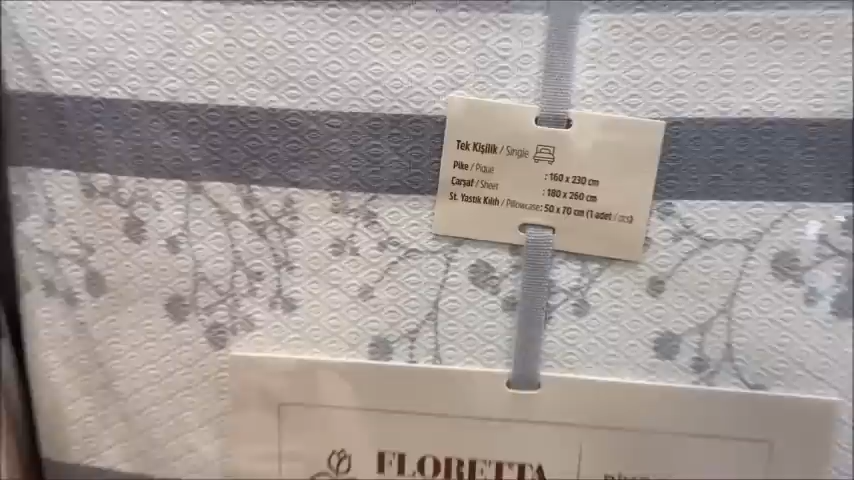 Tek Kişilik / Single
Pike / Pique : 160 x 230 cm
Çarşaf / Sheet : 180 x 260 cm
St. Yastık Kılıfı / Pillowcase: 50 x 70 cm (1 adet / pcs)
FLORETTA